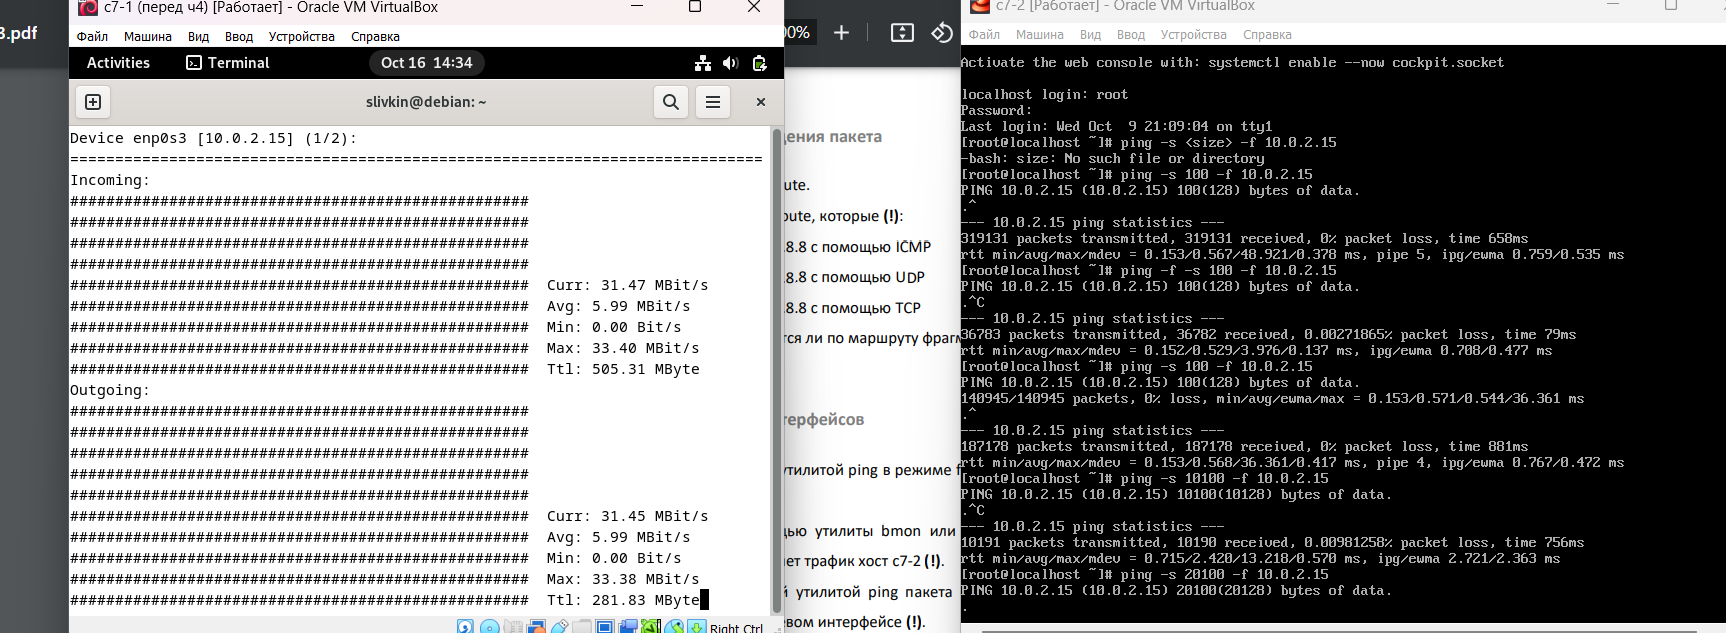 3.pdf
c7-1 (перед ч4) [Работает] - Oracle VM VirtualBox
Файл Машина Вид Ввод Устройства Справка
Activities Terminal Oct 16 14:34
slivkin@debian: ~
Device enp0s3 [10.0.2.15] (1/2):
=============================================================================
Incoming:
###################################################
###################################################
###################################################
###################################################
################################################### Curr: 31.47 MBit/s
################################################### Avg: 5.99 MBit/s
################################################### Min: 0.00 Bit/s
################################################### Max: 33.40 MBit/s
################################################### Ttl: 505.31 MByte
Outgoing:
###################################################
###################################################
###################################################
###################################################
###################################################
################################################### Curr: 31.45 MBit/s
################################################### Avg: 5.99 MBit/s
################################################### Min: 0.00 Bit/s
################################################### Max: 33.38 MBit/s
################################################### Ttl: 281.83 MByte
Right Ctrl
00%
дения пакета
ute.
oute, которые (!):
.8.8 с помощью ICMP
.8.8 с помощью UDP
.8.8 с помощью TCP
тся ли по маршруту фрагм
терфейсов
утилитой ping в режиме f
ью утилиты bmon или
ет трафик хост c7-2 (!).
й утилитой ping пакета
вом интерфейсе (!).
c7-2 [Работает] - Oracle VM VirtualBox
Файл Машина Вид Ввод Устройства Справка
Activate the web console with: systemctl enable --now cockpit.socket
localhost login: root
Password:
Last login: Wed Oct  9 21:09:04 on tty1
[root@localhost ~]# ping -s <size> -f 10.0.2.15
-bash: size: No such file or directory
[root@localhost ~]# ping -s 100 -f 10.0.2.15
PING 10.0.2.15 (10.0.2.15) 100(128) bytes of data.
.^
--- 10.0.2.15 ping statistics ---
319131 packets transmitted, 319131 received, 0% packet loss, time 658ms
rtt min/avg/max/mdev = 0.153/0.567/48.921/0.378 ms, pipe 5, ipg/ewma 0.759/0.535 ms
[root@localhost ~]# ping -f -s 100 -f 10.0.2.15
PING 10.0.2.15 (10.0.2.15) 100(128) bytes of data.
.^C
--- 10.0.2.15 ping statistics ---
36783 packets transmitted, 36782 received, 0.00271865% packet loss, time 79ms
rtt min/avg/max/mdev = 0.152/0.529/3.976/0.137 ms, ipg/ewma 0.708/0.477 ms
[root@localhost ~]# ping -s 100 -f 10.0.2.15
PING 10.0.2.15 (10.0.2.15) 100(128) bytes of data.
140945/140945 packets, 0% loss, min/avg/ewma/max = 0.153/0.571/0.544/36.361 ms
.^
--- 10.0.2.15 ping statistics ---
187178 packets transmitted, 187178 received, 0% packet loss, time 881ms
rtt min/avg/max/mdev = 0.153/0.568/36.361/0.417 ms, pipe 4, ipg/ewma 0.767/0.472 ms
[root@localhost ~]# ping -s 10100 -f 10.0.2.15
PING 10.0.2.15 (10.0.2.15) 10100(10128) bytes of data.
.^C
--- 10.0.2.15 ping statistics ---
10191 packets transmitted, 10190 received, 0.00981258% packet loss, time 756ms
rtt min/avg/max/mdev = 0.715/2.420/13.218/0.570 ms, ipg/ewma 2.721/2.363 ms
[root@localhost ~]# ping -s 20100 -f 10.0.2.15
PING 10.0.2.15 (10.0.2.15) 20100(20128) bytes of data.
.